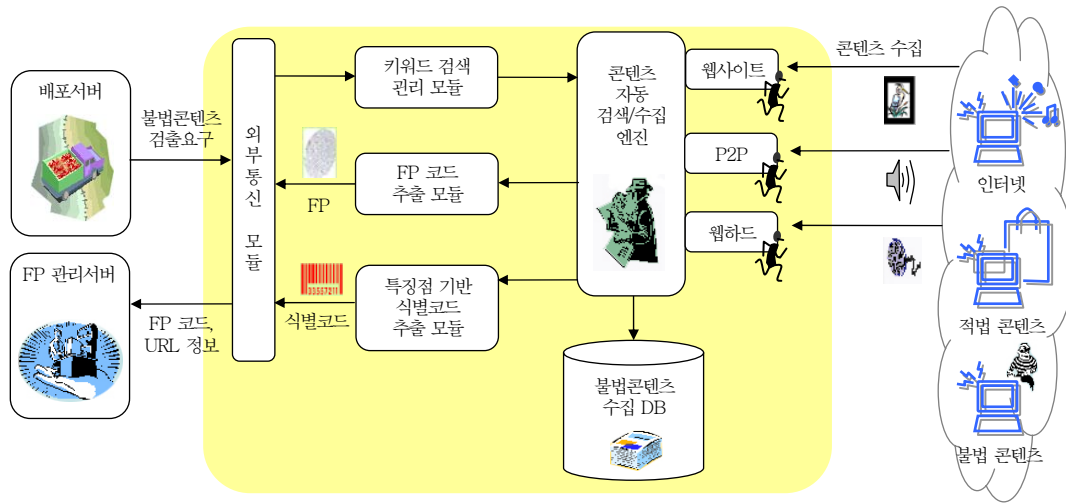 배포서버
불법콘텐츠
검출요구
FP 관리서버
FP 코드,
URL 정보
외부통신 모듈
키워드 검색
관리 모듈
FP
FP 코드
추출 모듈
33557211
식별코드
특징점 기반
식별코드
추출 모듈
콘텐츠
자동
검색/수집
엔진
웹사이트
P2P
웹하드
불법콘텐츠
수집 DB
콘텐츠 수집
인터넷
적법 콘텐츠
불법 콘텐츠